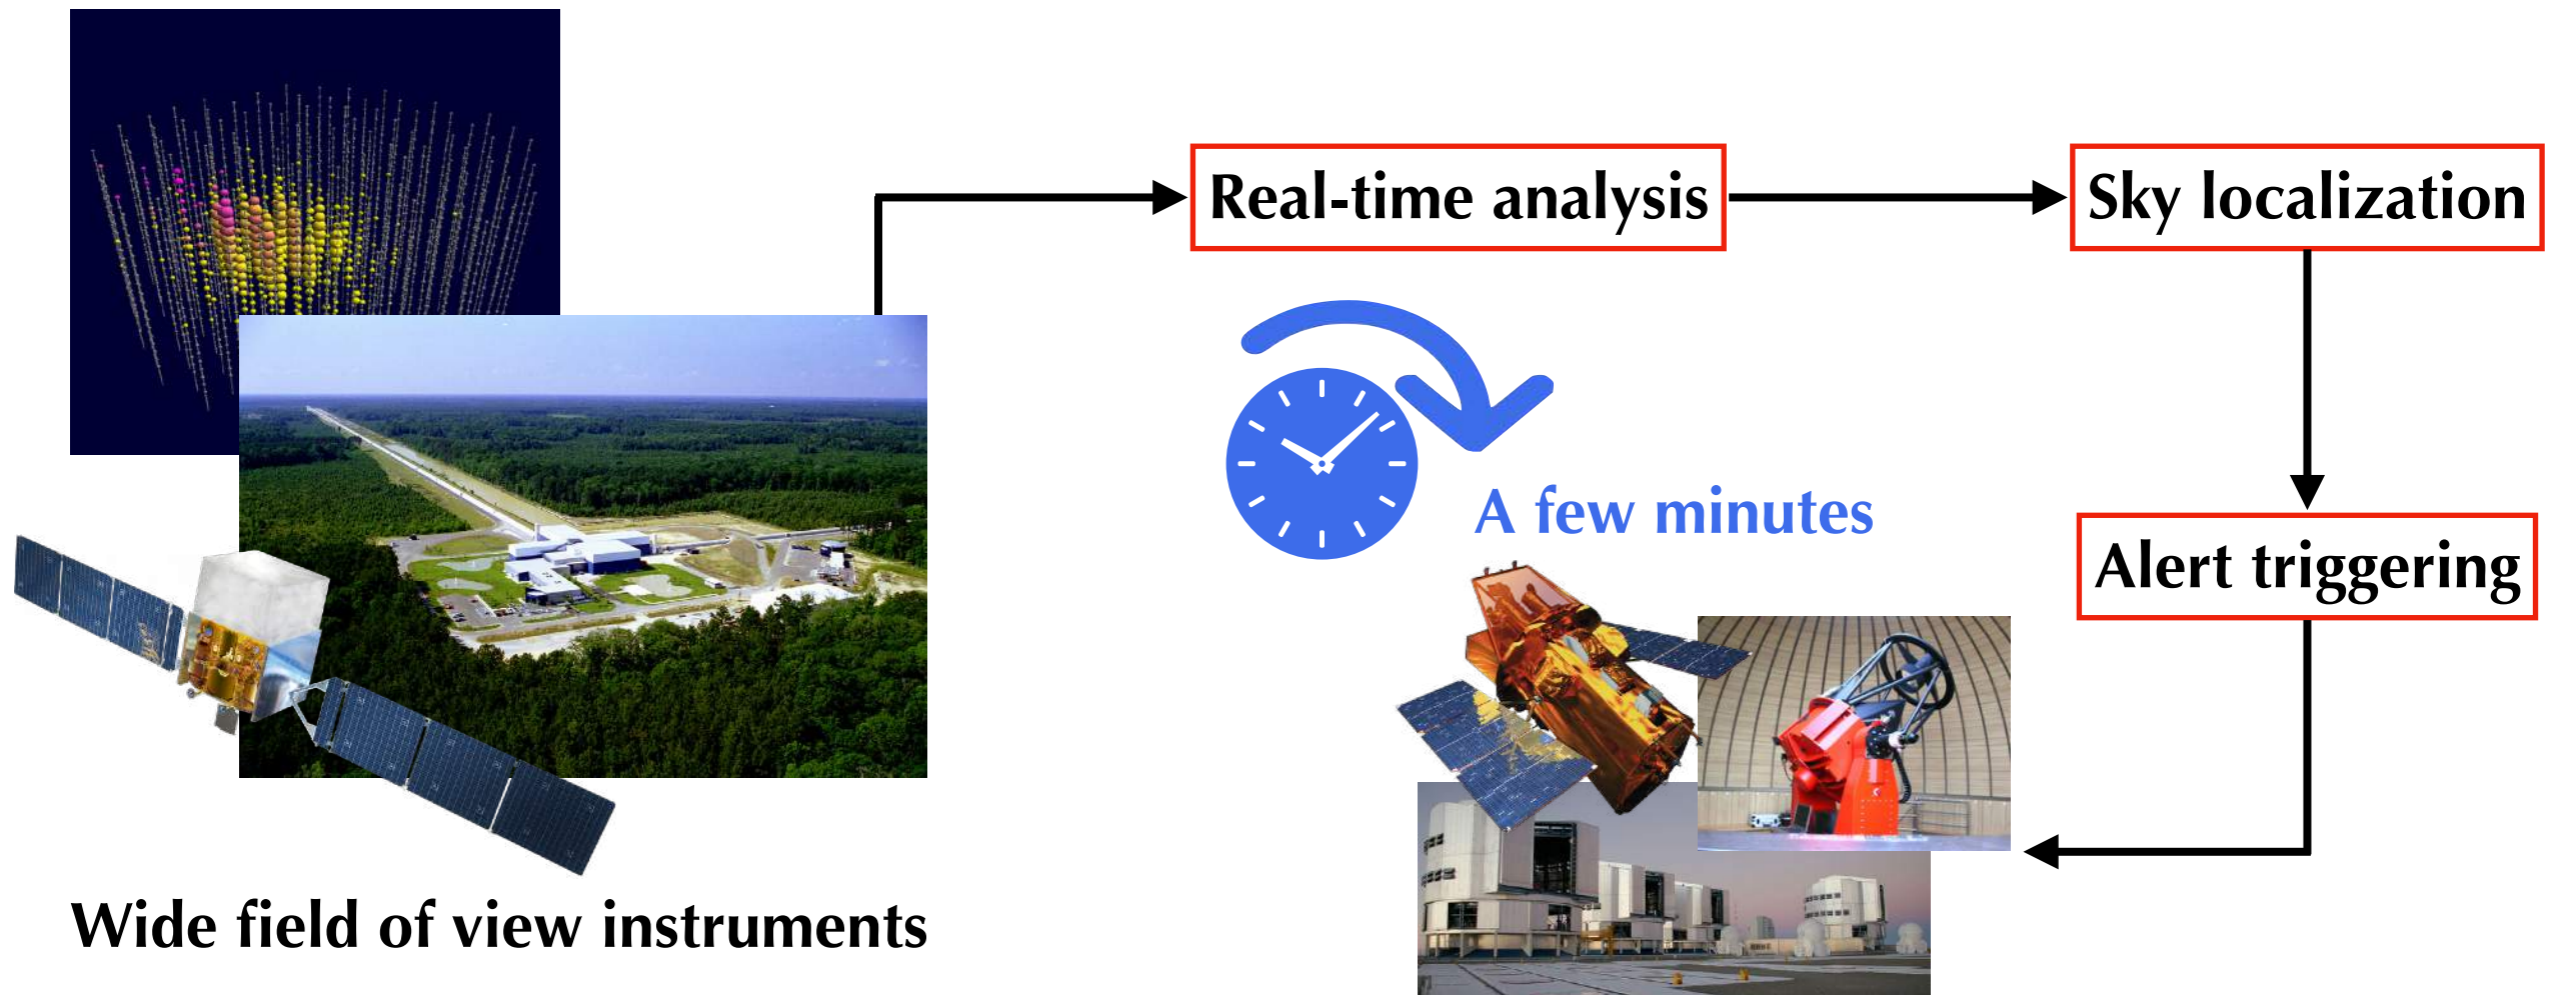 Real-time analysis
Sky localization
A few minutes
Alert triggering
Wide field of view instruments